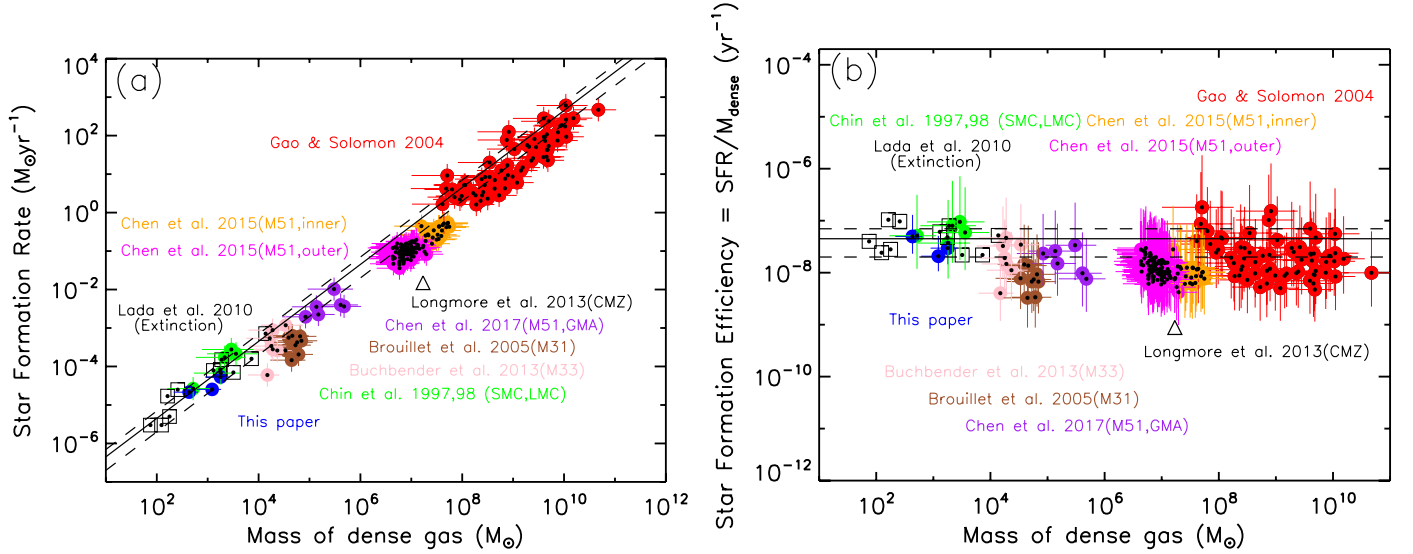 (a)
Star Formation Rate (M⊙yr⁻¹)
10⁴
10²
10⁰
10⁻²
10⁻⁴
10⁻⁶
Gao & Solomon 2004
Chen et al. 2015(M51,inner)
Chen et al. 2015(M51,outer)
Longmore et al. 2013(CMZ)
Lada et al. 2010
(Extinction)
Chen et al. 2017(M51,GMA)
Brouillet et al. 2005(M31)
Buchbender et al. 2013(M33)
Chin et al. 1997,98 (SMC,LMC)
This paper
10² 10⁴ 10⁶ 10⁸ 10¹⁰ 10¹²
Mass of dense gas (M⊙)
(b)
Star Formation Efficiency = SFR/M_dense (yr⁻¹)
10⁻⁴
10⁻⁶
10⁻⁸
10⁻¹⁰
10⁻¹²
Gao & Solomon 2004
Chin et al. 1997,98 (SMC,LMC) Chen et al. 2015(M51,inner)
Lada et al. 2010 Chen et al. 2015(M51,outer)
(Extinction)
This paper
Longmore et al. 2013(CMZ)
Buchbender et al. 2013(M33)
Brouillet et al. 2005(M31)
Chen et al. 2017(M51,GMA)
10² 10⁴ 10⁶ 10⁸ 10¹⁰
Mass of dense gas (M⊙)